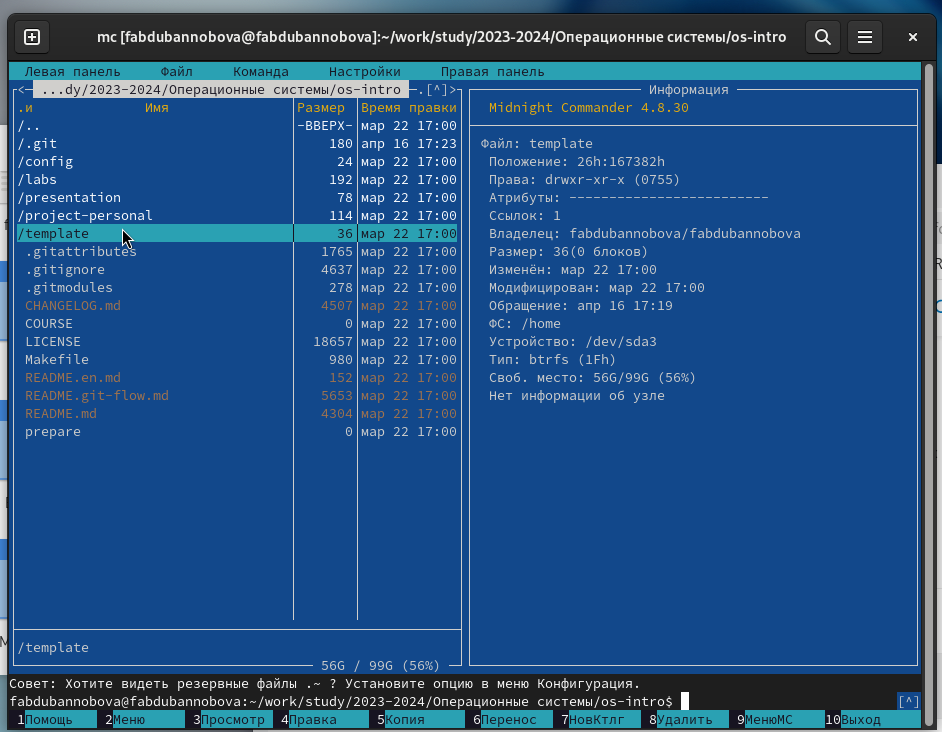 mc [fabdubannobova@fabdubannobova]:~/work/study/2023-2024/Операционные системы/os-intro
Левая панель Файл Команда Настройки Правая панель
<─ ...dy/2023-2024/Операционные системы/os-intro ─.[^]>
.и Имя Размер Время правки
/.. -ВВЕРХ- мар 22 17:00
/.git 180 апр 16 17:23
/config 24 мар 22 17:00
/labs 192 мар 22 17:00
/presentation 78 мар 22 17:00
/project-personal 114 мар 22 17:00
/template 36 мар 22 17:00
.gitattributes 1765 мар 22 17:00
.gitignore 4637 мар 22 17:00
.gitmodules 278 мар 22 17:00
CHANGELOG.md 4507 мар 22 17:00
COURSE 0 мар 22 17:00
LICENSE 18657 мар 22 17:00
Makefile 980 мар 22 17:00
README.en.md 152 мар 22 17:00
README.git-flow.md 5653 мар 22 17:00
README.md 4304 мар 22 17:00
prepare 0 мар 22 17:00
/template
56G / 99G (56%)
Информация
Midnight Commander 4.8.30
Файл: template
Положение: 26h:167382h
Права: drwxr-xr-x (0755)
Атрибуты: -------------------------
Ссылок: 1
Владелец: fabdubannobova/fabdubannobova
Размер: 36(0 блоков)
Изменён: мар 22 17:00
Модифицирован: мар 22 17:00
Обращение: апр 16 17:19
ФС: /home
Устройство: /dev/sda3
Тип: btrfs (1Fh)
Своб. место: 56G/99G (56%)
Нет информации об узле
Совет: Хотите видеть резервные файлы .~ ? Установите опцию в меню Конфигурация.
fabdubannobova@fabdubannobova:~/work/study/2023-2024/Операционные системы/os-intro$ [^]
1Помощь 2Меню 3Просмотр 4Правка 5Копия 6Перенос 7НовКтлг 8Удалить 9МенюМС 10Выход